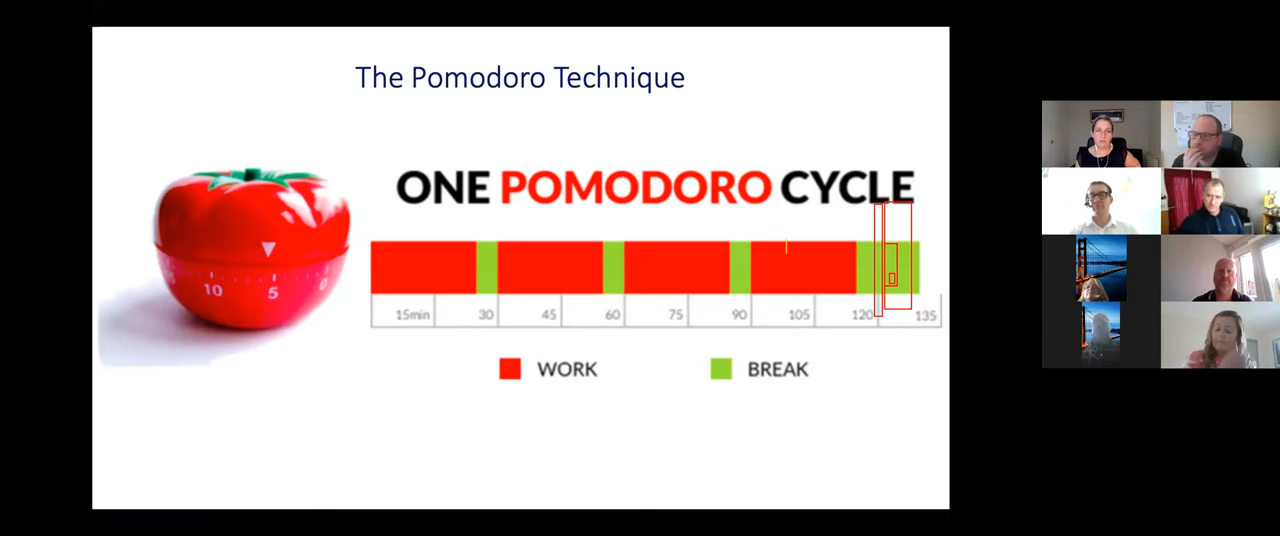 The Pomodoro Technique
ONE POMODORO CYCLE
10 5 0
15min 30 45 60 75 90 105 120 135
WORK BREAK